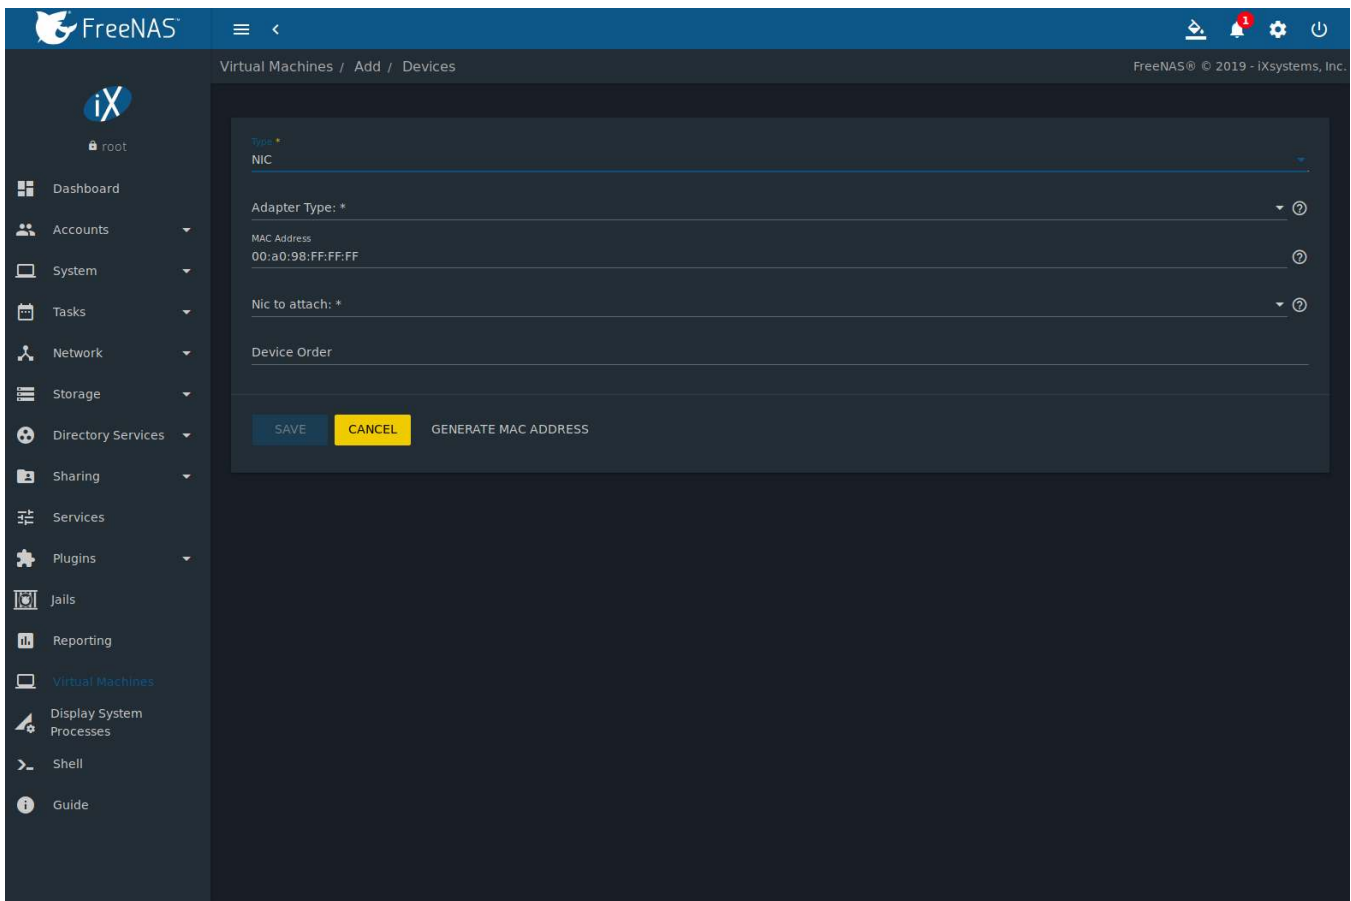 FreeNAS®
1
Virtual Machines / Add / Devices
FreeNAS® © 2019 - iXsystems, Inc.
iX
root
Dashboard
Accounts
System
Tasks
Network
Storage
Directory Services
Sharing
Services
Plugins
Jails
Reporting
Virtual Machines
Display System
Processes
Shell
Guide
Type *
NIC
Adapter Type: *
MAC Address
00:a0:98:FF:FF:FF
Nic to attach: *
Device Order
SAVE CANCEL GENERATE MAC ADDRESS